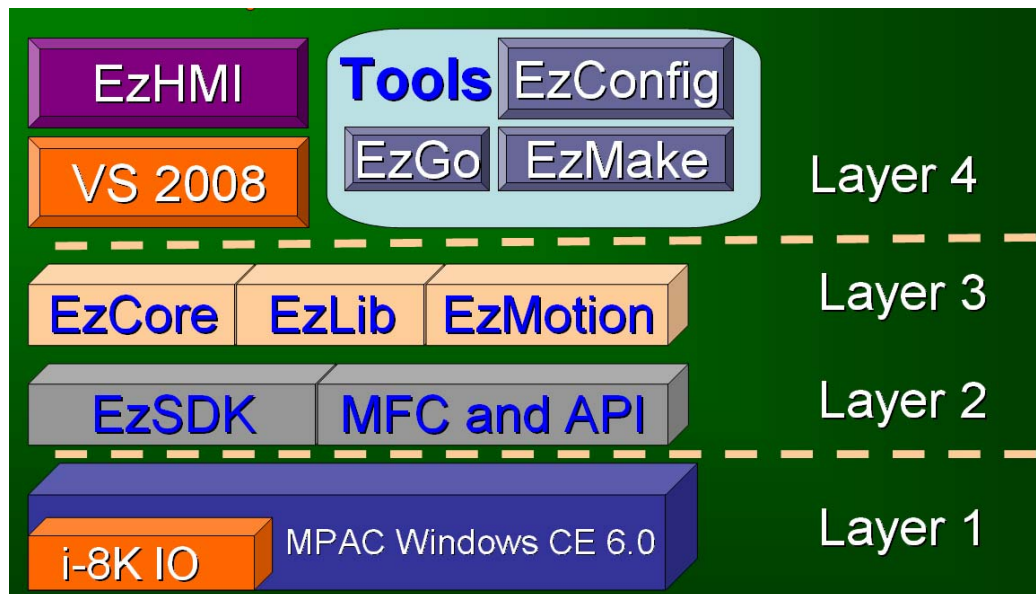 EzHMI
Tools
EzConfig
EzGo
EzMake
VS 2008
Layer 4
EzCore
EzLib
EzMotion
Layer 3
EzSDK
MFC and API
Layer 2
MPAC Windows CE 6.0
i-8K IO
Layer 1